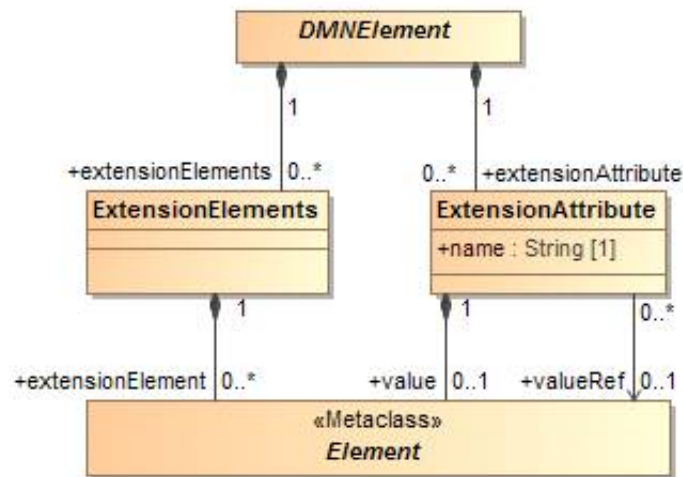 DMNElement
1 1
+extensionElements 0..* 0..* +extensionAttribute
ExtensionElements ExtensionAttribute
+name : String [1]
1 1 0..*
+extensionElement 0..* +value 0..1 +valueRef 0..1
«Metaclass»
Element